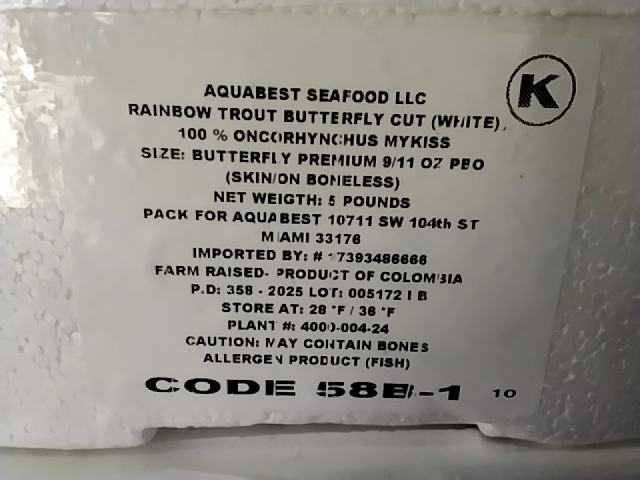 K
AQUABEST SEAFOOD LLC
RAINBOW TROUT BUTTERFLY CUT (WHITE),
100 % ONCORHYNCHUS MYKISS
SIZE: BUTTERFLY PREMIUM 9/11 OZ PBO
(SKIN/ON BONELESS)
NET WEIGTH: 5 POUNDS
PACK FOR AQUABEST 10711 SW 104th ST
MIAMI 33176
IMPORTED BY: # 17393486666
FARM RAISED- PRODUCT OF COLOMBIA
P.D: 358 - 2025 LOT: 005172 I B
STORE AT: 28 °F / 36 °F
PLANT #: 4000-004-24
CAUTION: MAY CONTAIN BONES
ALLERGEN PRODUCT (FISH)
CODE 58B-1 10